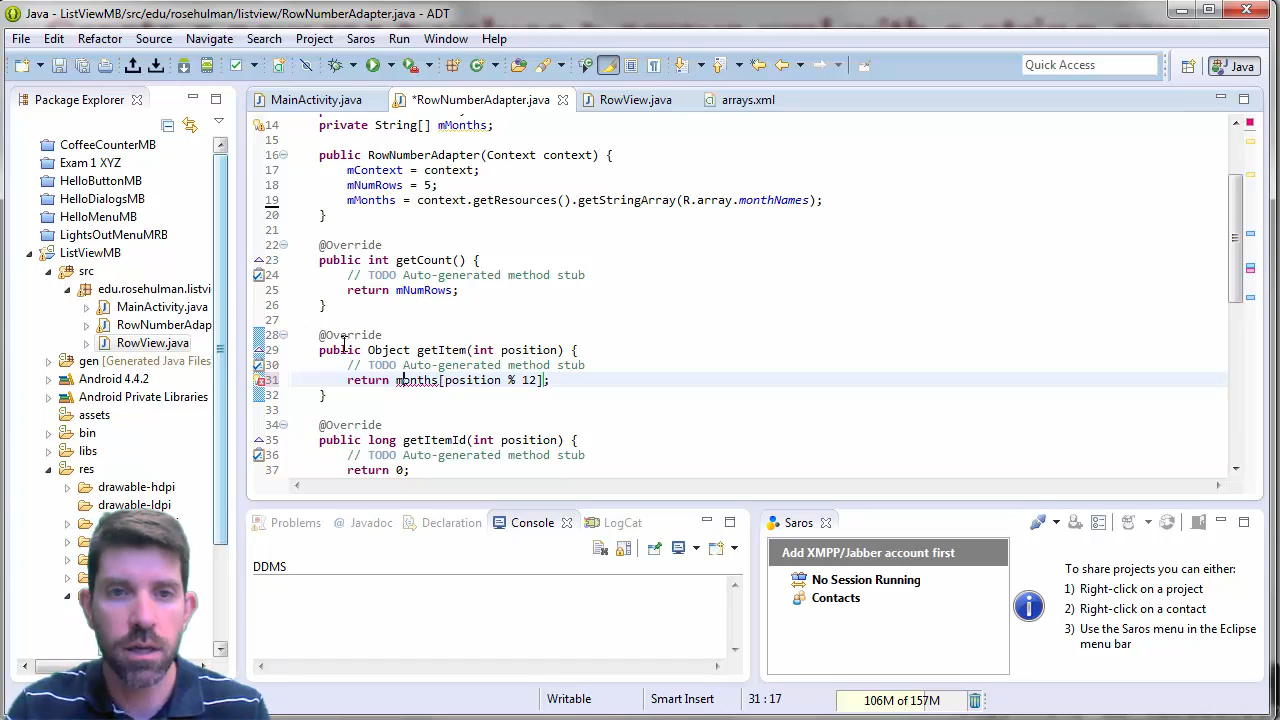 Java - ListViewMB/src/edu/rosehulman/listview/RowNumberAdapter.java - ADT
File Edit Refactor Source Navigate Search Project Saros Run Window Help
Quick Access
Java
Package Explorer
MainActivity.java
*RowNumberAdapter.java
RowView.java
arrays.xml
CoffeeCounterMB
Exam 1 XYZ
HelloButtonMB
HelloDialogsMB
HelloMenuMB
LightsOutMenuMRB
ListViewMB
src
edu.rosehulman.listvi
MainActivity.java
RowNumberAdap
RowView.java
gen [Generated Java Files
Android 4.4.2
Android Private Libraries
assets
bin
libs
res
drawable-hdpi
drawable-ldpi
14 private String[] mMonths;
15
16 public RowNumberAdapter(Context context) {
17 mContext = context;
18 mNumRows = 5;
19 mMonths = context.getResources().getStringArray(R.array.monthNames);
20 }
21
22 @Override
23 public int getCount() {
24 // TODO Auto-generated method stub
25 return mNumRows;
26 }
27
28 @Override
29 public Object getItem(int position) {
30 // TODO Auto-generated method stub
31 return months[position % 12];
32 }
33
34 @Override
35 public long getItemId(int position) {
36 // TODO Auto-generated method stub
37 return 0;
Problems
Javadoc
Declaration
Console
LogCat
DDMS
Saros
Add XMPP/Jabber account first
No Session Running
Contacts
To share projects you can either:
1) Right-click on a project
2) Right-click on a contact
3) Use the Saros menu in the Eclipse
menu bar
Writable
Smart Insert
31 : 17
106M of 157M